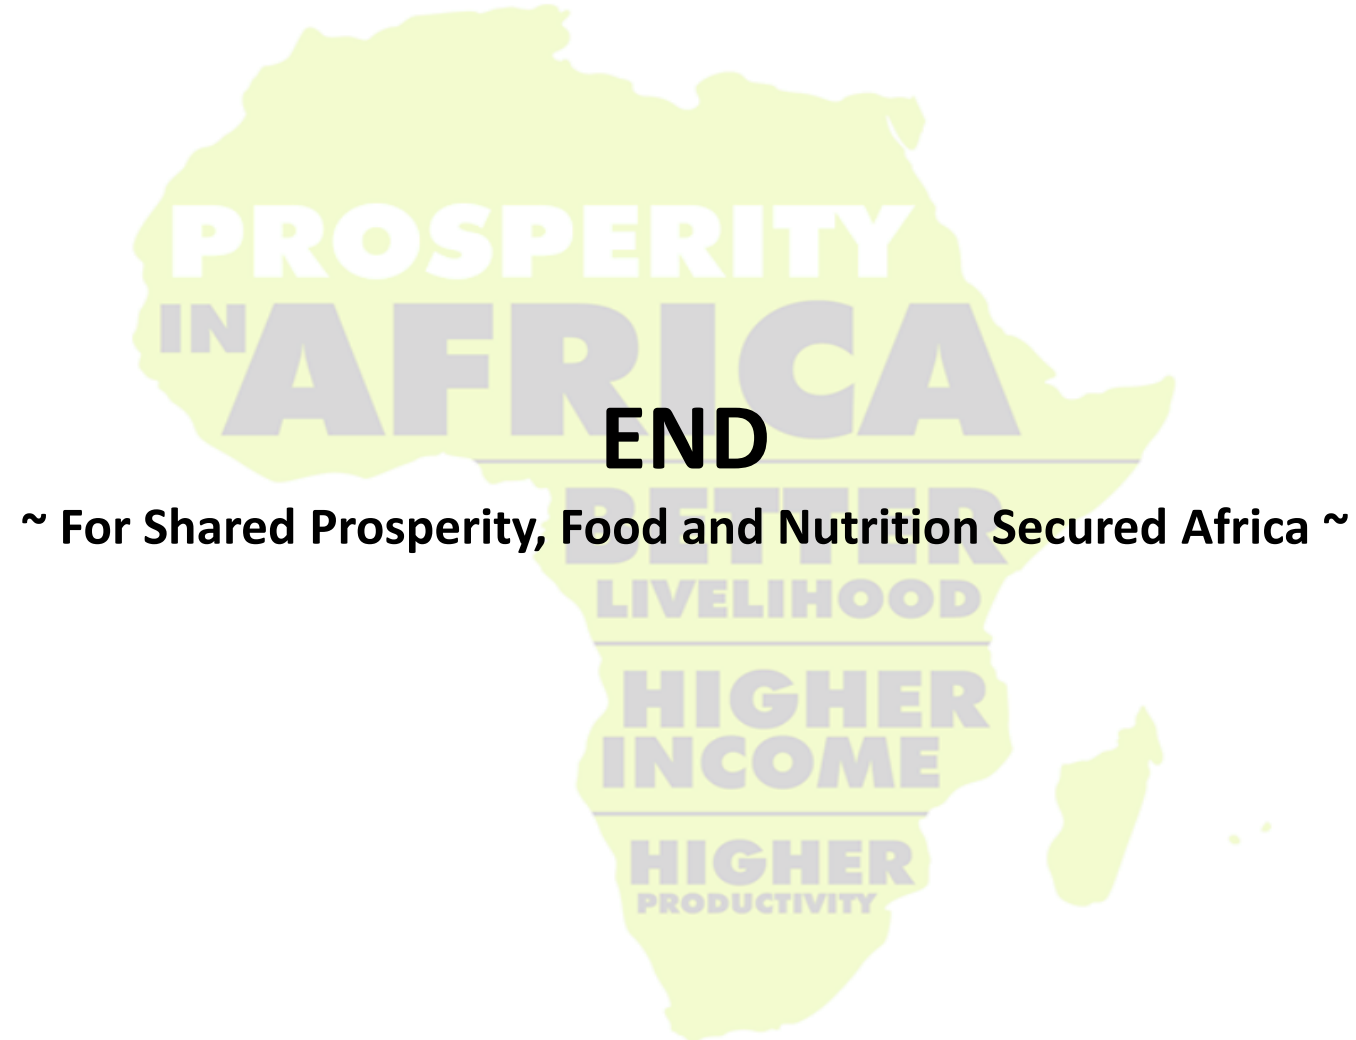 PROSPERITY
IN AFRICA
END
BETTER
~ For Shared Prosperity, Food and Nutrition Secured Africa ~
LIVELIHOOD
HIGHER
INCOME
HIGHER
PRODUCTIVITY